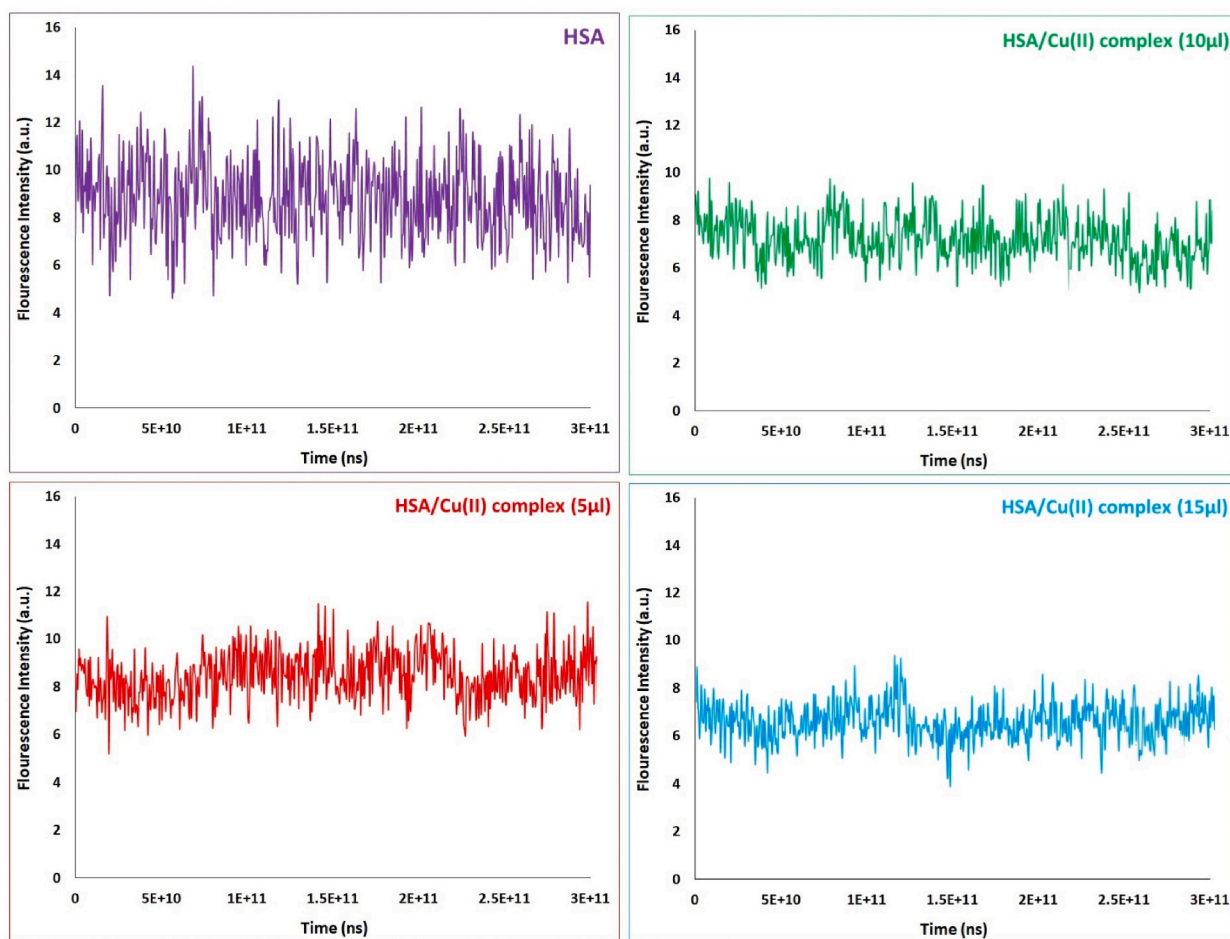 HSA
Flourescence Intensity (a.u.)
16
14
12
10
8
6
4
2
0
0 5E+10 1E+11 1.5E+11 2E+11 2.5E+11 3E+11
Time (ns)
HSA/Cu(II) complex (10µl)
Flourescence Intensity (a.u.)
16
14
12
10
8
6
4
2
0
0 5E+10 1E+11 1.5E+11 2E+11 2.5E+11 3E+11
Time (ns)
HSA/Cu(II) complex (5µl)
Flourescence Intensity (a.u.)
16
14
12
10
8
6
4
2
0
0 5E+10 1E+11 1.5E+11 2E+11 2.5E+11 3E+11
Time (ns)
HSA/Cu(II) complex (15µl)
Flourescence Intensity (a.u.)
16
14
12
10
8
6
4
2
0
0 5E+10 1E+11 1.5E+11 2E+11 2.5E+11 3E+11
Time (ns)